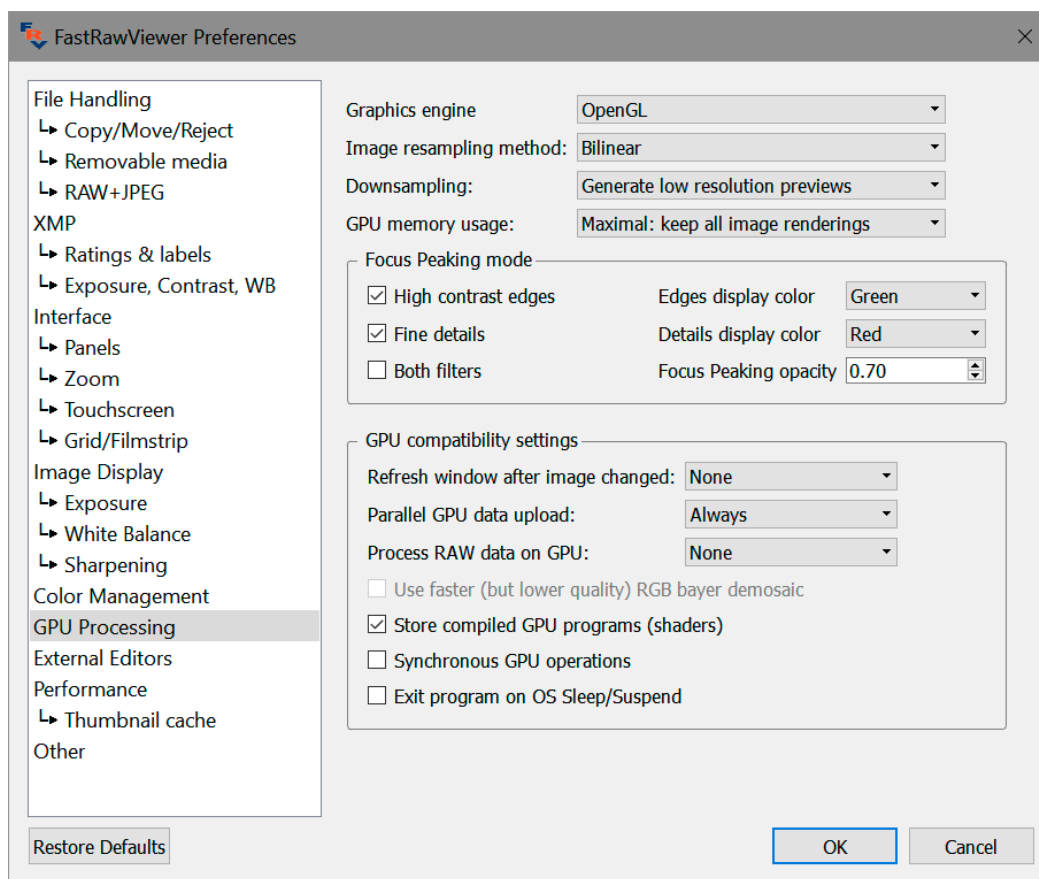 FastRawViewer Preferences
File Handling
Copy/Move/Reject
Removable media
RAW+JPEG
XMP
Ratings & labels
Exposure, Contrast, WB
Interface
Panels
Zoom
Touchscreen
Grid/Filmstrip
Image Display
Exposure
White Balance
Sharpening
Color Management
GPU Processing
External Editors
Performance
Thumbnail cache
Other
Graphics engine OpenGL
Image resampling method: Bilinear
Downsampling: Generate low resolution previews
GPU memory usage: Maximal: keep all image renderings
Focus Peaking mode
High contrast edges Edges display color Green
Fine details Details display color Red
Both filters Focus Peaking opacity 0.70
GPU compatibility settings
Refresh window after image changed: None
Parallel GPU data upload: Always
Process RAW data on GPU: None
Use faster (but lower quality) RGB bayer demosaic
Store compiled GPU programs (shaders)
Synchronous GPU operations
Exit program on OS Sleep/Suspend
Restore Defaults OK Cancel